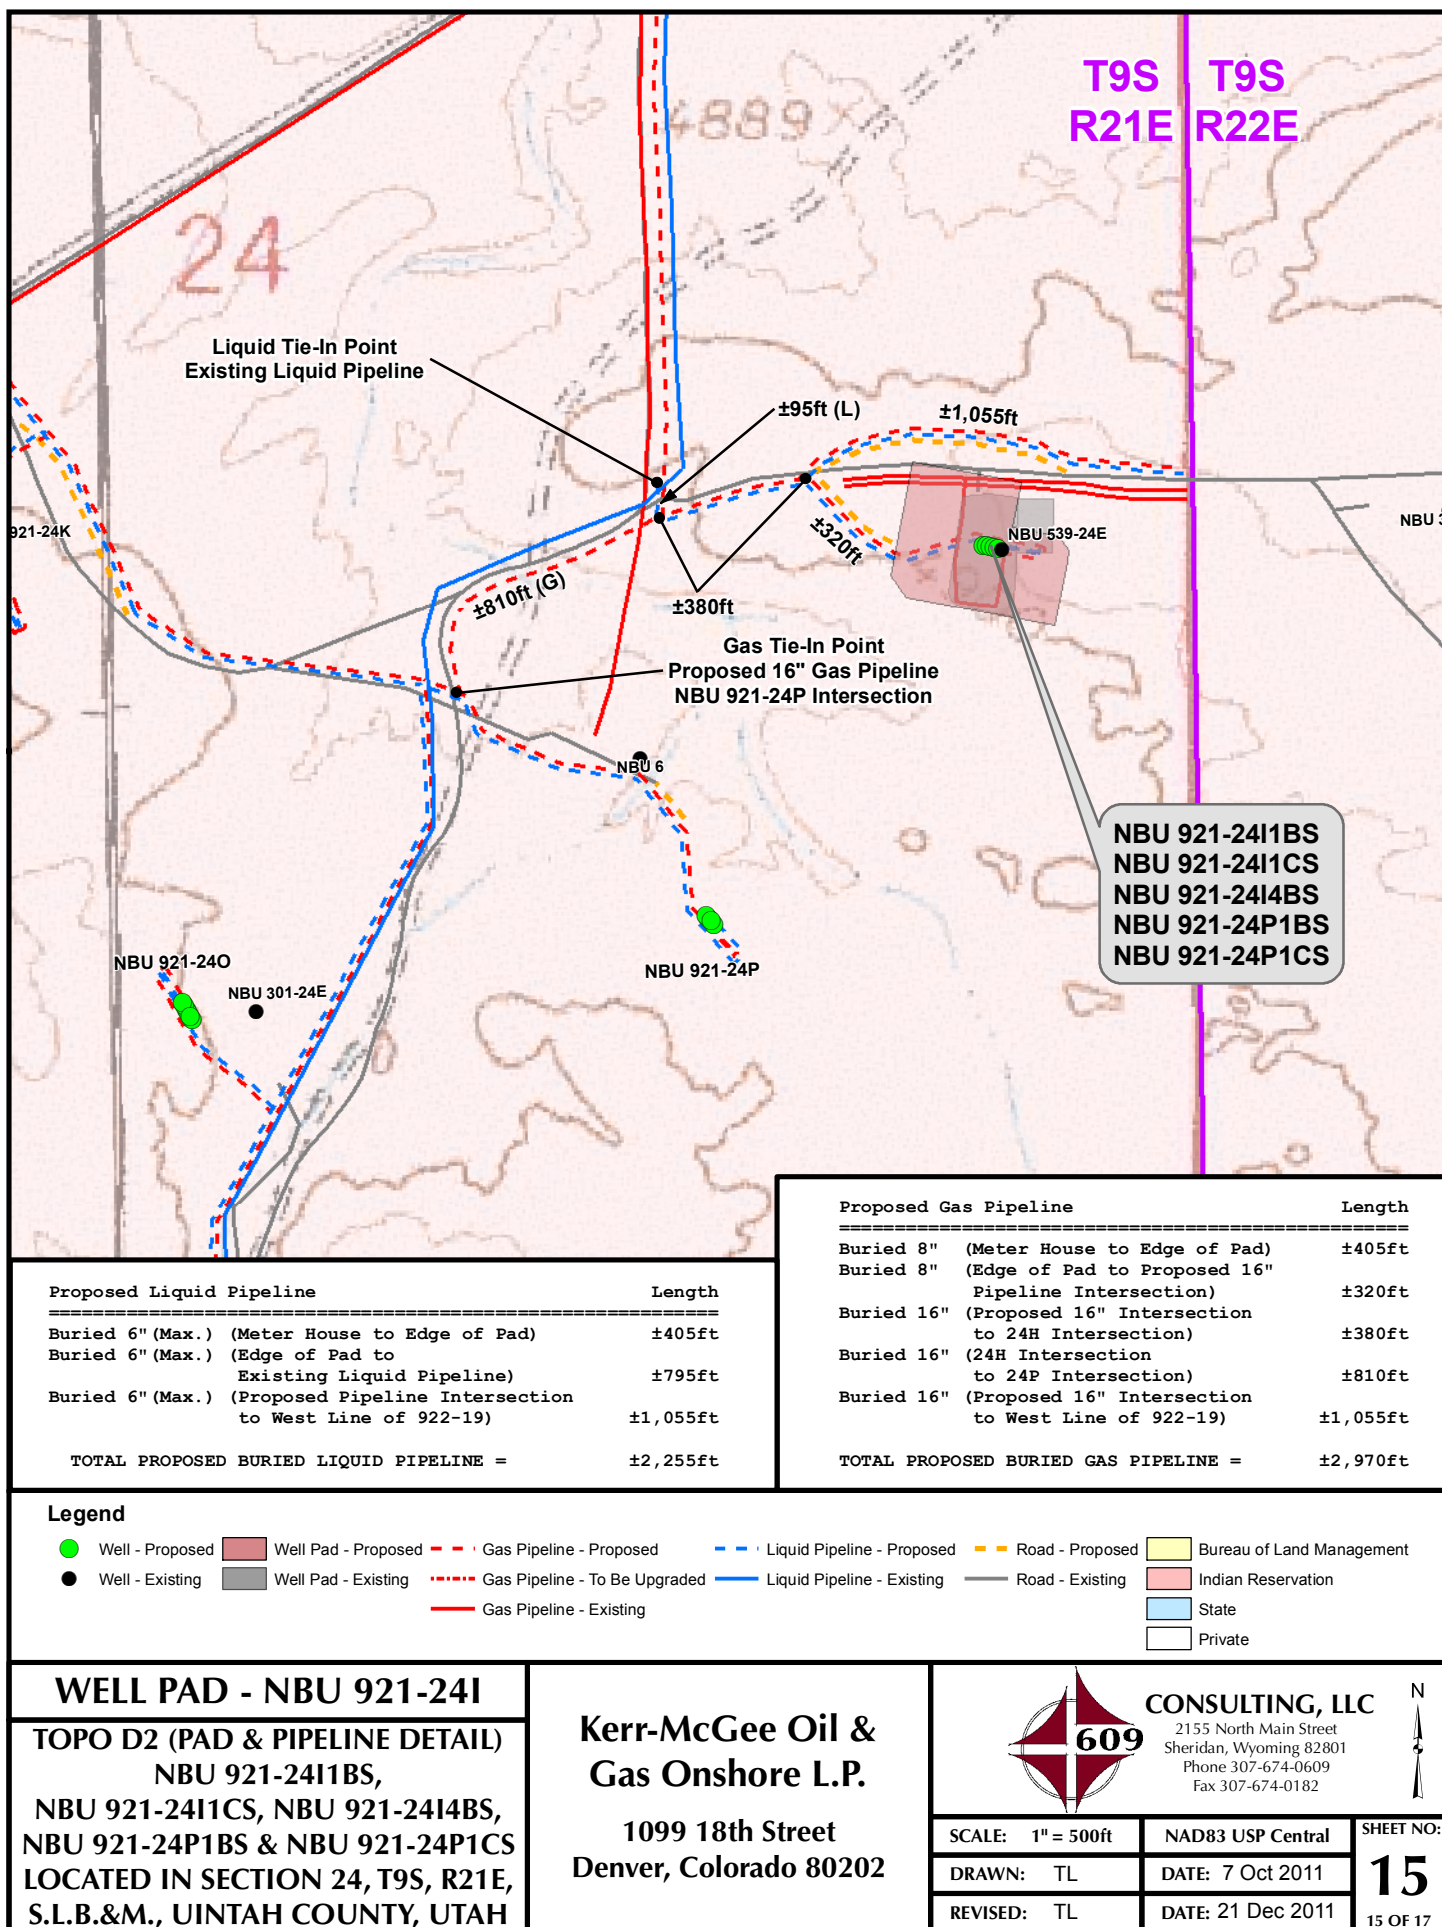 T9S T9S
R21E R22E
4889
24
Liquid Tie-In Point
Existing Liquid Pipeline
±95ft (L)
±1,055ft
921-24K
NBU 539-24E
±320ft
±810ft (G)
±380ft
Gas Tie-In Point
Proposed 16" Gas Pipeline
NBU 921-24P Intersection
NBU 6
NBU 921-24I1BS
NBU 921-24I1CS
NBU 921-24I4BS
NBU 921-24P1BS
NBU 921-24P1CS
NBU 921-24O
NBU 301-24E
NBU 921-24P
NBU
Proposed Liquid Pipeline Length
============================================================
Buried 6"(Max.) (Meter House to Edge of Pad) ±405ft
Buried 6"(Max.) (Edge of Pad to
Existing Liquid Pipeline) ±795ft
Buried 6"(Max.) (Proposed Pipeline Intersection
to West Line of 922-19) ±1,055ft
TOTAL PROPOSED BURIED LIQUID PIPELINE = ±2,255ft
Proposed Gas Pipeline Length
===================================================
Buried 8" (Meter House to Edge of Pad) ±405ft
Buried 8" (Edge of Pad to Proposed 16"
Pipeline Intersection) ±320ft
Buried 16" (Proposed 16" Intersection
to 24H Intersection) ±380ft
Buried 16" (24H Intersection
to 24P Intersection) ±810ft
Buried 16" (Proposed 16" Intersection
to West Line of 922-19) ±1,055ft
TOTAL PROPOSED BURIED GAS PIPELINE = ±2,970ft
Legend
Well - Proposed Well Pad - Proposed Gas Pipeline - Proposed Liquid Pipeline - Proposed Road - Proposed Bureau of Land Management
Well - Existing Well Pad - Existing Gas Pipeline - To Be Upgraded Liquid Pipeline - Existing Road - Existing Indian Reservation
Gas Pipeline - Existing State
Private
WELL PAD - NBU 921-24I
TOPO D2 (PAD & PIPELINE DETAIL)
NBU 921-24I1BS,
NBU 921-24I1CS, NBU 921-24I4BS,
NBU 921-24P1BS & NBU 921-24P1CS
LOCATED IN SECTION 24, T9S, R21E,
S.L.B.&M., UINTAH COUNTY, UTAH
Kerr-McGee Oil &
Gas Onshore L.P.
1099 18th Street
Denver, Colorado 80202
609
CONSULTING, LLC
2155 North Main Street
Sheridan, Wyoming 82801
Phone 307-674-0609
Fax 307-674-0182
N
SCALE: 1" = 500ft NAD83 USP Central SHEET NO:
DRAWN: TL DATE: 7 Oct 2011 15
REVISED: TL DATE: 21 Dec 2011 15 OF 17